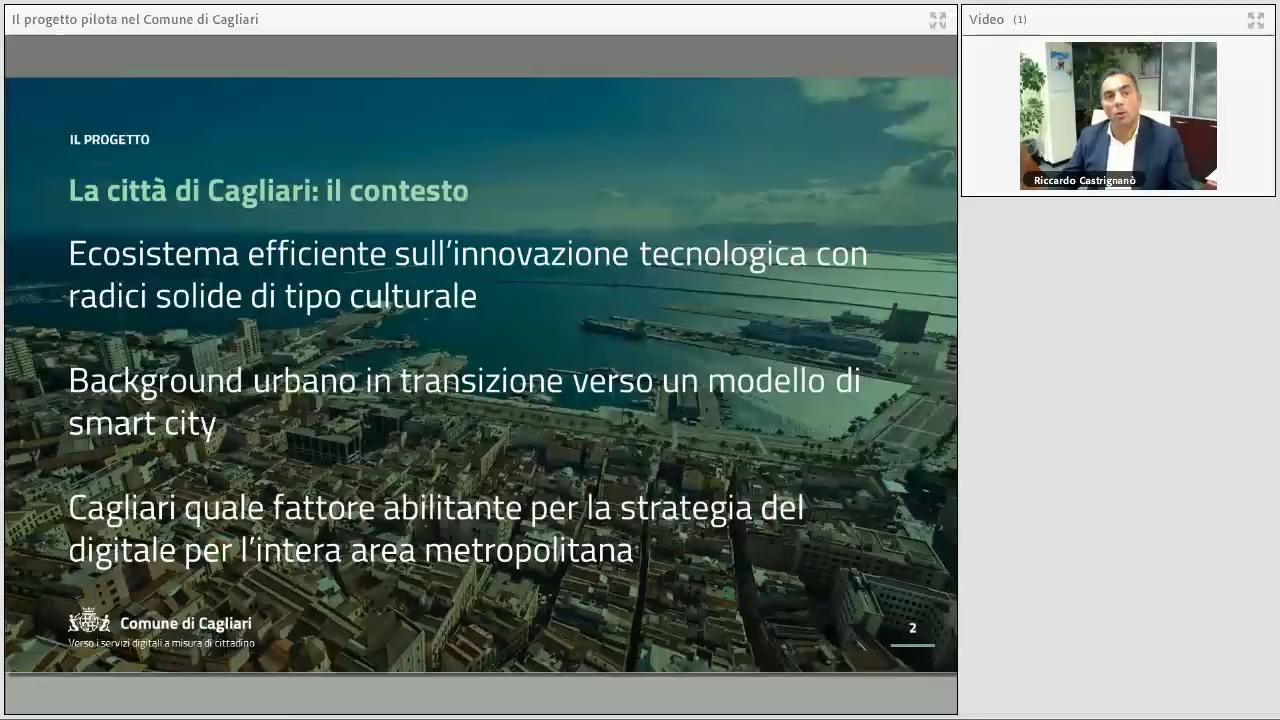 Il progetto pilota nel Comune di Cagliari
Video (1)
Riccardo Castrignanò
IL PROGETTO
La città di Cagliari: il contesto
Ecosistema efficiente sull'innovazione tecnologica con
radici solide di tipo culturale
Background urbano in transizione verso un modello di
smart city
Cagliari quale fattore abilitante per la strategia del
digitale per l'intera area metropolitana
Comune di Cagliari
Verso i servizi digitali a misura di cittadino
2